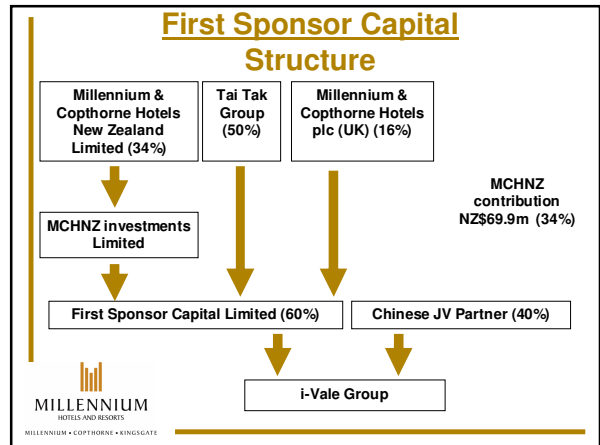 First Sponsor Capital
Structure
Millennium &
Copthorne Hotels
New Zealand
Limited (34%)
Tai Tak
Group
(50%)
Millennium &
Copthorne Hotels
plc (UK) (16%)
MCHNZ
contribution
NZ$69.9m (34%)
MCHNZ investments
Limited
First Sponsor Capital Limited (60%)
Chinese JV Partner (40%)
i-Vale Group
MILLENNIUM
HOTELS AND RESORTS
MILLENNIUM • COPTHORNE • KINGSGATE